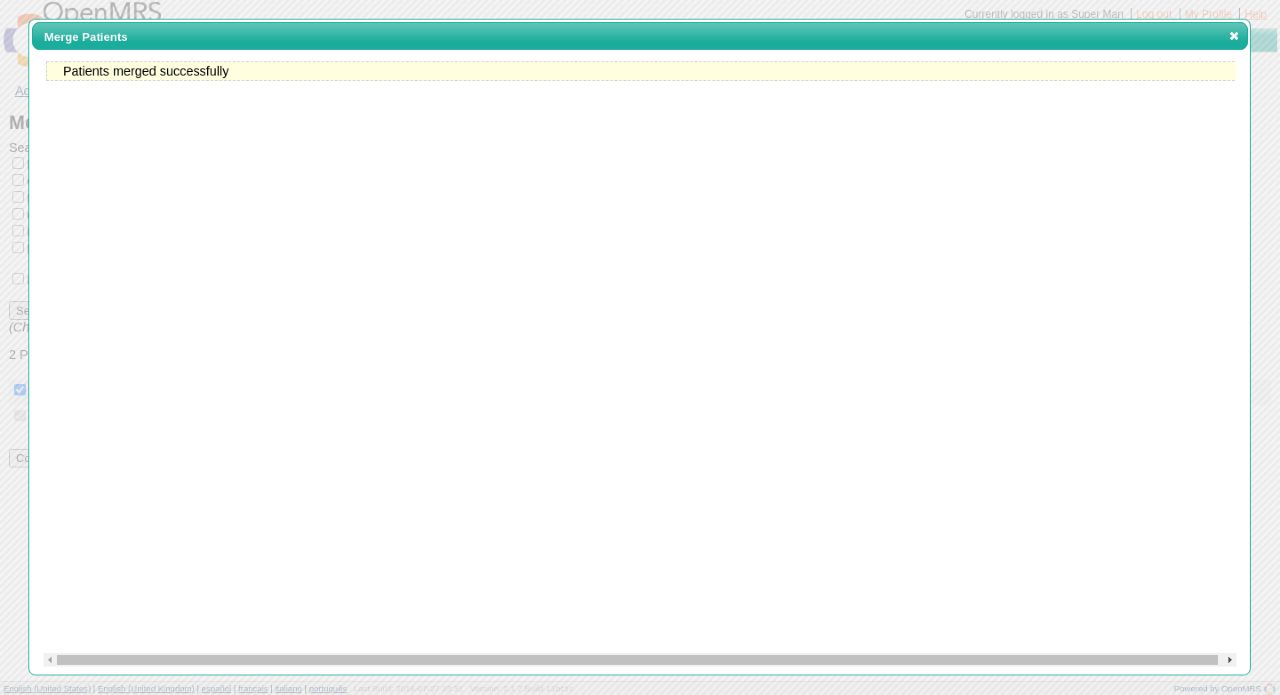 OpenMRS
Currently logged in as Super Man | Log out | My Profile | Help
Merge Patients
Patients merged successfully
2 P
English (United States) | English (United Kingdom) | español | français | italiano | português
Powered by OpenMRS